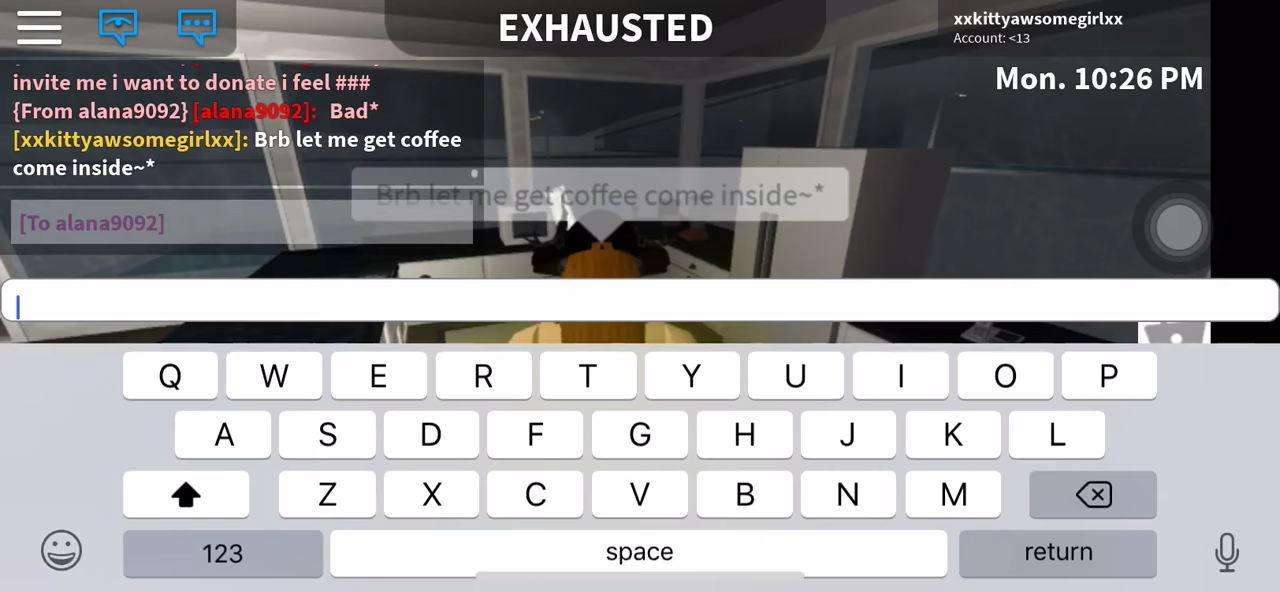 EXHAUSTED
xxkittyawsomegirlxx
Account: <13
Mon. 10:26 PM
invite me i want to donate i feel ###
{From alana9092} [alana9092]: Bad*
[xxkittyawsomegirlxx]: Brb let me get coffee
come inside~*
Brb let me get coffee come inside~*
[To alana9092]
Q W E R T Y U I O P
A S D F G H J K L
Z X C V B N M
123 space return